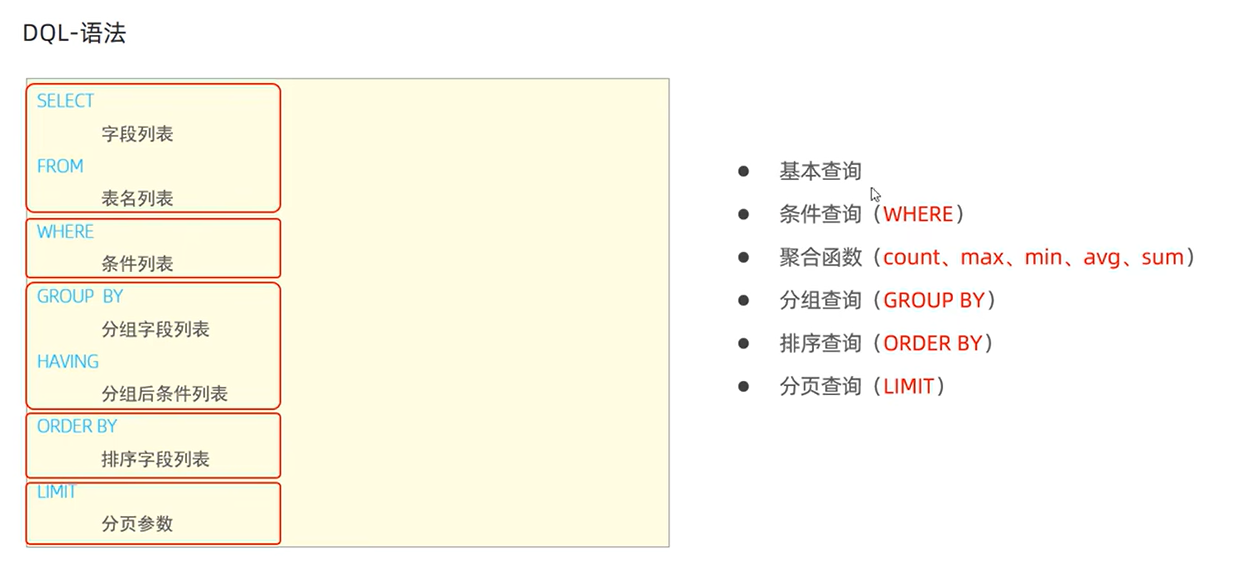 DQL-语法
SELECT
字段列表
FROM
表名列表
WHERE
条件列表
GROUP BY
分组字段列表
HAVING
分组后条件列表
ORDER BY
排序字段列表
LIMIT
分页参数
基本查询
条件查询（WHERE）
聚合函数（count、max、min、avg、sum）
分组查询（GROUP BY）
排序查询（ORDER BY）
分页查询（LIMIT）